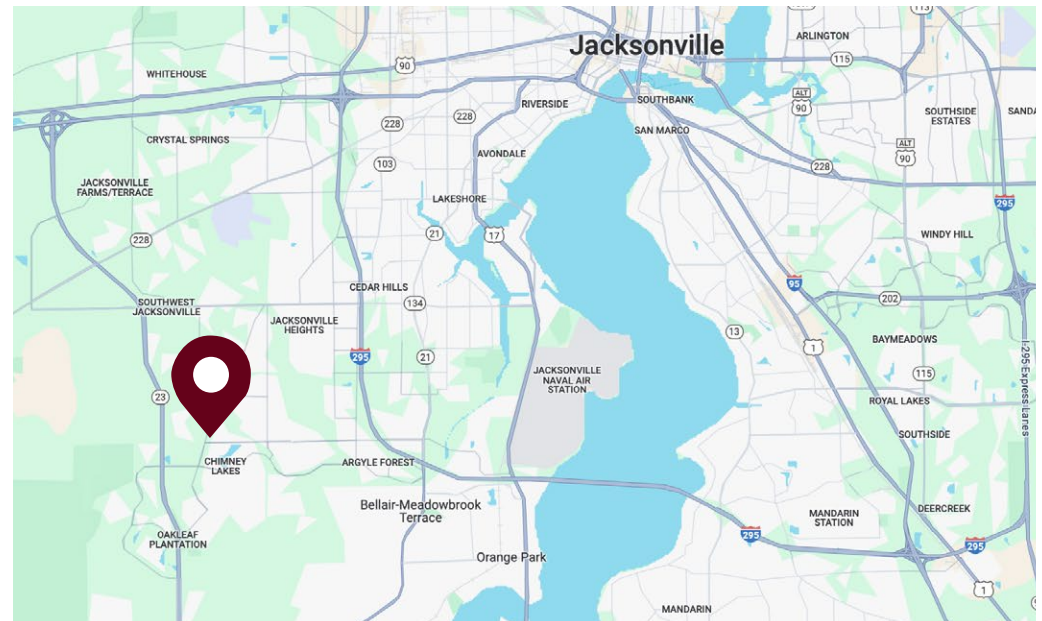 Jacksonville
ARLINGTON
115
90
WHITEHOUSE
ALT
90
RIVERSIDE
SOUTHBANK
SOUTHSIDE
ESTATES
228
228
SAN MARCO
CRYSTAL SPRINGS
ALT
90
103
AVONDALE
228
JACKSONVILLE
FARMS/TERRACE
LAKESHORE
295
21
17
WINDY HILL
228
CEDAR HILLS
95
SOUTHWEST
JACKSONVILLE
134
202
JACKSONVILLE
HEIGHTS
13
BAYMEADOWS
295
21
1
I-295 Express Lanes
JACKSONVILLE
NAVAL AIR
STATION
115
23
ROYAL LAKES
SOUTHSIDE
CHIMNEY
LAKES
ARGYLE FOREST
Bellair-Meadowbrook
Terrace
MANDARIN
STATION
DEERCREEK
OAKLEAF
PLANTATION
295
295
Orange Park
1
MANDARIN